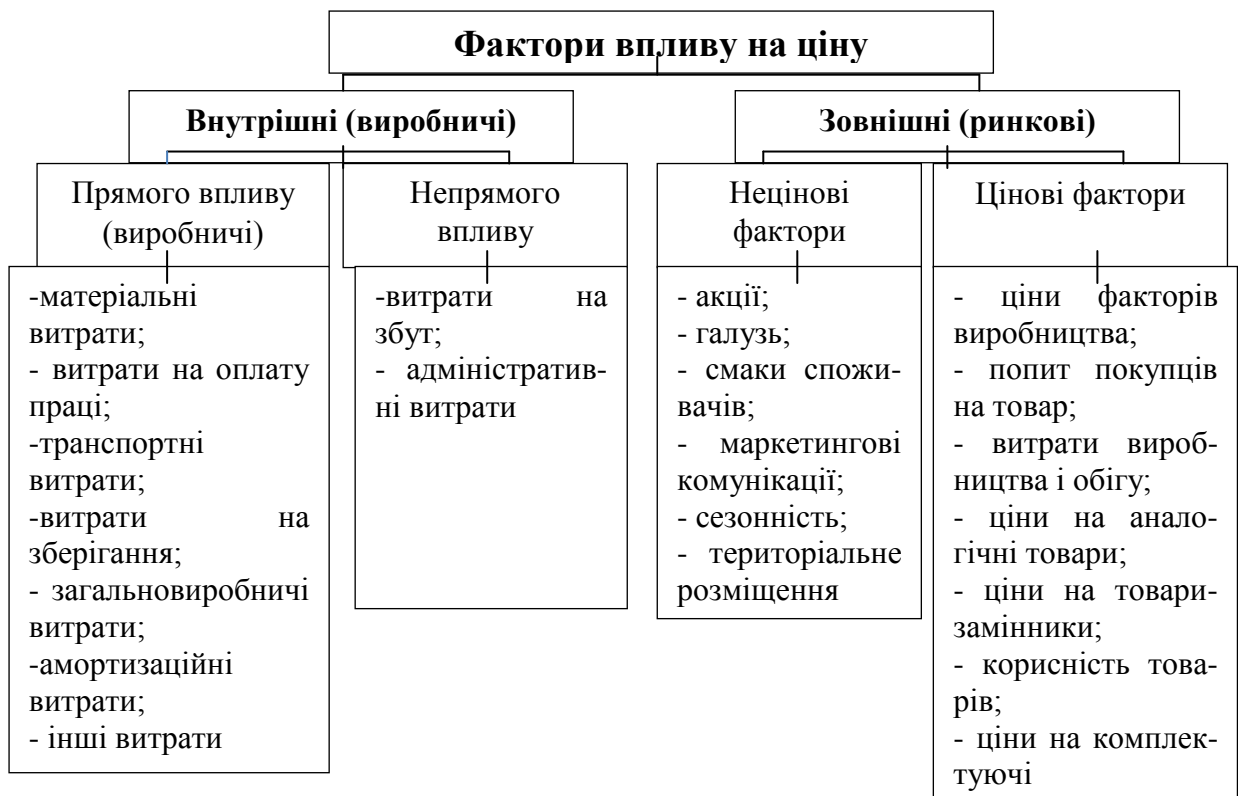 Фактори впливу на ціну
Внутрішні (виробничі)
Зовнішні (ринкові)
Прямого впливу
(виробничі)
Непрямого
впливу
Нецінові
фактори
Цінові фактори
-матеріальні
витрати;
- витрати на оплату
праці;
-транспортні
витрати;
-витрати на
зберігання;
- загальновиробничі
витрати;
-амортизаційні
витрати;
- інші витрати
-витрати на
збут;
- адміністратив-
ні витрати
- акції;
- галузь;
- смаки спожи-
вачів;
- маркетингові
комунікації;
- сезонність;
- територіальне
розміщення
- ціни факторів
виробництва;
- попит покупців
на товар;
- витрати вироб-
ництва і обігу;
- ціни на анало-
гічні товари;
- ціни на товари-
замінники;
- корисність това-
рів;
- ціни на комплек-
туючі